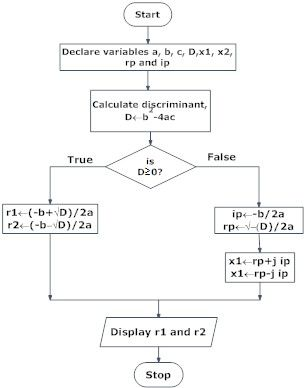 Start
Declare variables a, b, c, D,x1, x2,
rp and ip
Calculate discriminant,
D←b²-4ac
is
D≥0?
True
False
r1←(-b+√D)/2a
r2←(-b-√D)/2a
ip←-b/2a
rp←√-(D)/2a
x1←rp+j ip
x1←rp-j ip
Display r1 and r2
Stop